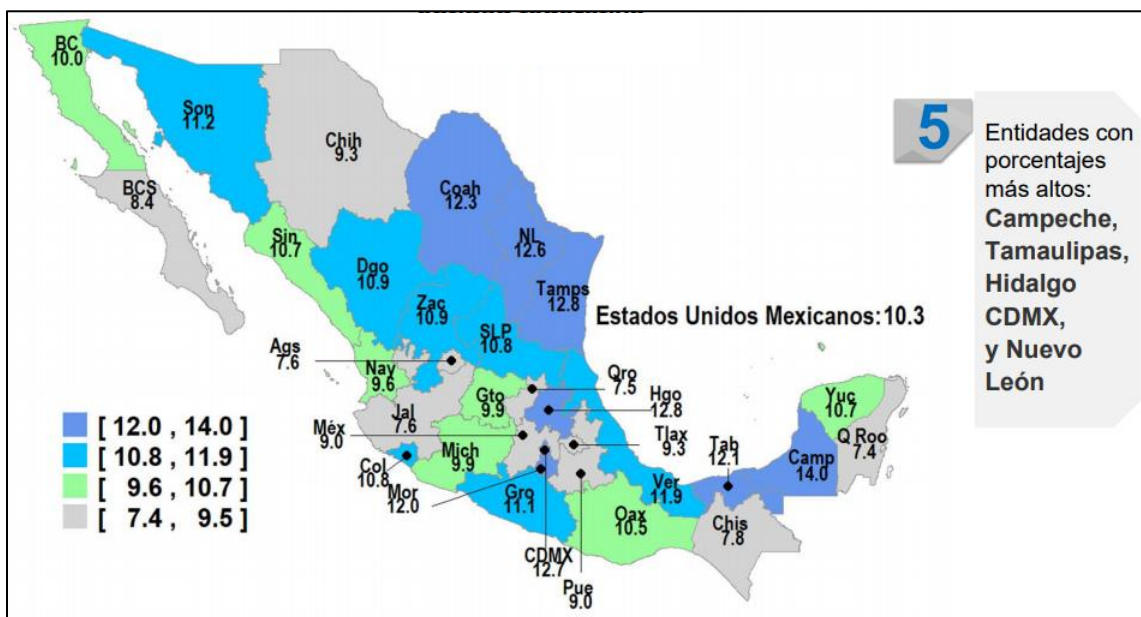 BC
10.0
Son
11.2
Chih
9.3
BCS
8.4
Coah
12.3
Sin
10.7
NL
12.6
Dgo
10.9
Tamps
12.8
Zac
10.9
SLP
10.8
Estados Unidos Mexicanos: 10.3
Ags
7.6
Nay
9.6
Gto
9.9
Qro
7.5
Hgo
12.8
Jal
7.6
Méx
9.0
Mich
9.9
Tlax
9.3
Tab
12.1
Yuc
10.7
Q Roo
7.4
Camp
14.0
Col
10.8
Mor
12.0
Gro
11.1
Ver
11.9
Oax
10.5
Chis
7.8
CDMX
12.7
Pue
9.0
[ 12.0 , 14.0 ]
[ 10.8 , 11.9 ]
[ 9.6 , 10.7 ]
[ 7.4 , 9.5 ]
5
Entidades con
porcentajes
más altos:
Campeche,
Tamaulipas,
Hidalgo
CDMX,
y Nuevo
León